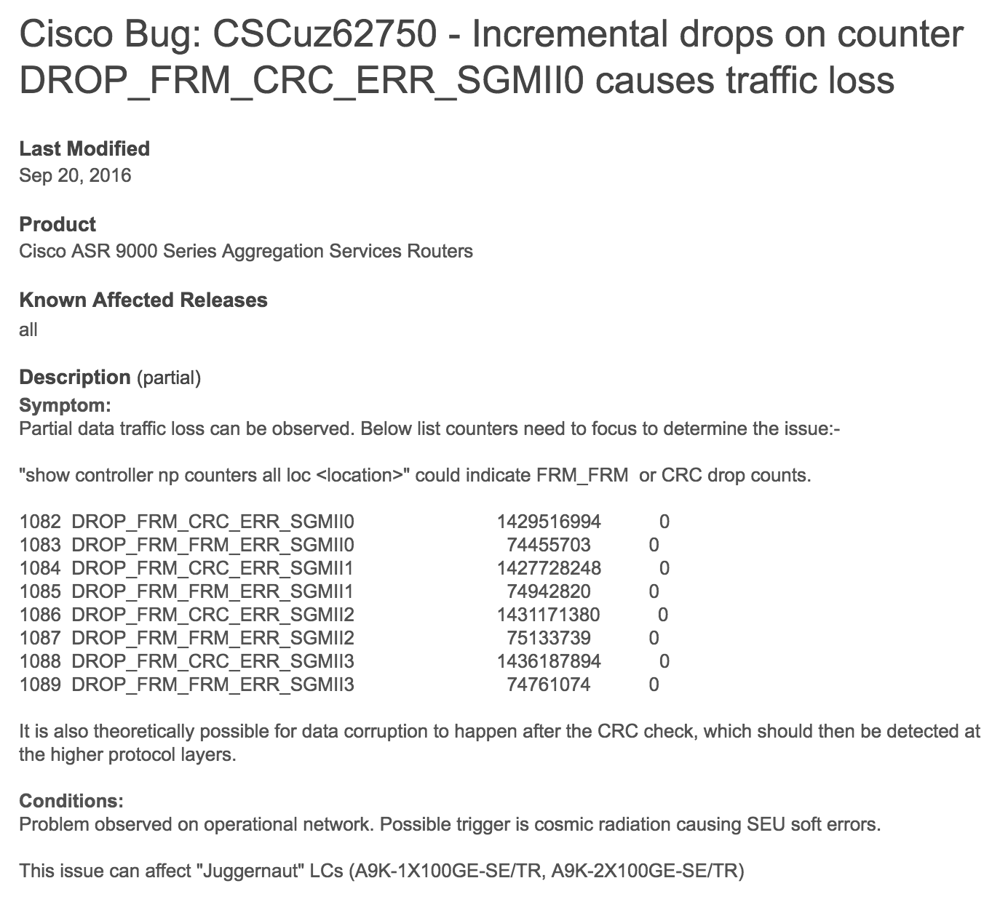 Cisco Bug: CSCuz62750 - Incremental drops on counter
DROP_FRM_CRC_ERR_SGMII0 causes traffic loss
Last Modified
Sep 20, 2016
Product
Cisco ASR 9000 Series Aggregation Services Routers
Known Affected Releases
all
Description (partial)
Symptom:
Partial data traffic loss can be observed. Below list counters need to focus to determine the issue:-
"show controller np counters all loc <location>" could indicate FRM_FRM  or CRC drop counts.
1082  DROP_FRM_CRC_ERR_SGMII0 1429516994 0
1083  DROP_FRM_FRM_ERR_SGMII0 74455703 0
1084  DROP_FRM_CRC_ERR_SGMII1 1427728248 0
1085  DROP_FRM_FRM_ERR_SGMII1 74942820 0
1086  DROP_FRM_CRC_ERR_SGMII2 1431171380 0
1087  DROP_FRM_FRM_ERR_SGMII2 75133739 0
1088  DROP_FRM_CRC_ERR_SGMII3 1436187894 0
1089  DROP_FRM_FRM_ERR_SGMII3 74761074 0
It is also theoretically possible for data corruption to happen after the CRC check, which should then be detected at
the higher protocol layers.
Conditions:
Problem observed on operational network. Possible trigger is cosmic radiation causing SEU soft errors.
This issue can affect "Juggernaut" LCs (A9K-1X100GE-SE/TR, A9K-2X100GE-SE/TR)